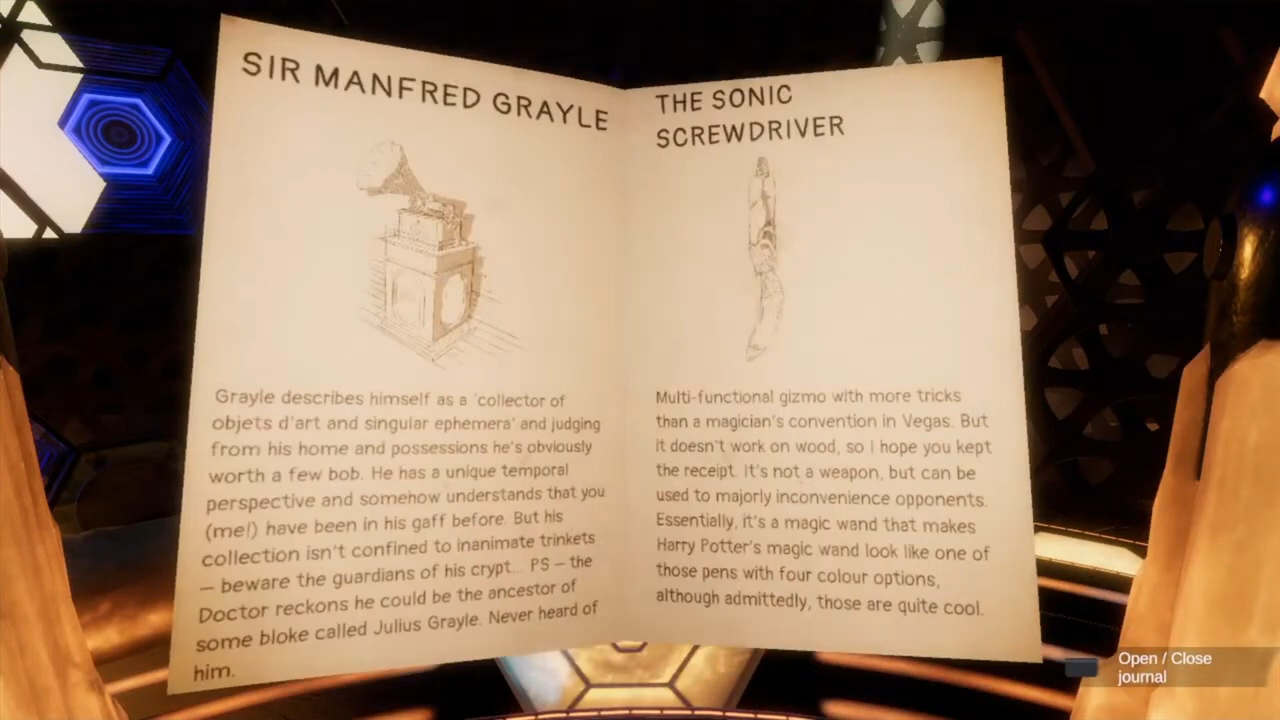 SIR MANFRED GRAYLE
Grayle describes himself as a 'collector of
objets d'art and singular ephemera' and judging
from his home and possessions he's obviously
worth a few bob. He has a unique temporal
perspective and somehow understands that you
(me!) have been in his gaff before. But his
collection isn't confined to inanimate trinkets
– beware the guardians of his crypt... PS – the
Doctor reckons he could be the ancestor of
some bloke called Julius Grayle. Never heard of
him.
THE SONIC
SCREWDRIVER
Multi-functional gizmo with more tricks
than a magician's convention in Vegas. But
it doesn't work on wood, so I hope you kept
the receipt. It's not a weapon, but can be
used to majorly inconvenience opponents.
Essentially, it's a magic wand that makes
Harry Potter's magic wand look like one of
those pens with four colour options,
although admittedly, those are quite cool.
Open / Close
journal